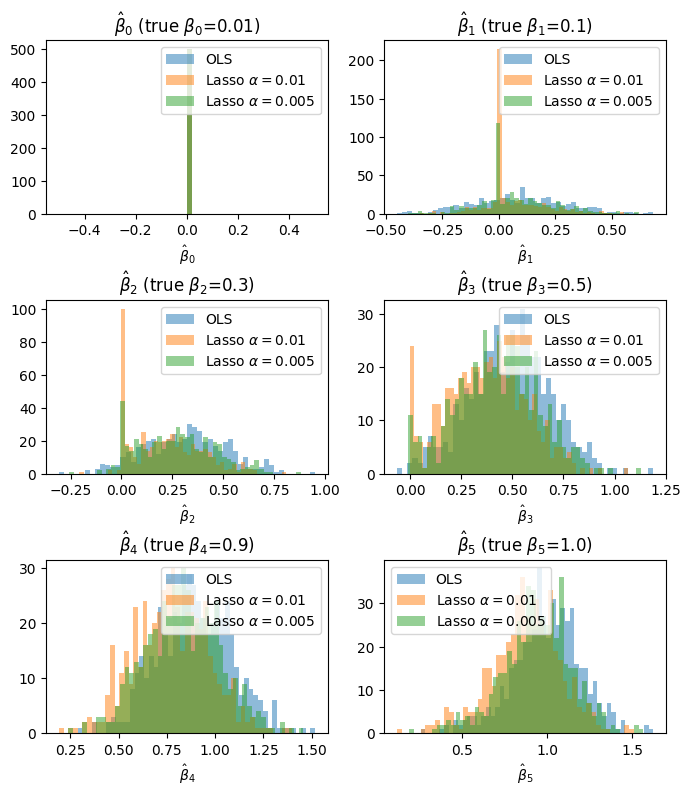 β̂₀ (true β₀=0.01)
500
400
300
200
100
0
OLS
Lasso α = 0.01
Lasso α = 0.005
−0.4 −0.2 0.0 0.2 0.4
β̂₀
β̂₁ (true β₁=0.1)
200
150
100
50
0
OLS
Lasso α = 0.01
Lasso α = 0.005
−0.50 −0.25 0.00 0.25 0.50
β̂₁
β̂₂ (true β₂=0.3)
100
80
60
40
20
0
OLS
Lasso α = 0.01
Lasso α = 0.005
−0.25 0.00 0.25 0.50 0.75 1.00
β̂₂
β̂₃ (true β₃=0.5)
30
20
10
0
OLS
Lasso α = 0.01
Lasso α = 0.005
0.00 0.25 0.50 0.75 1.00 1.25
β̂₃
β̂₄ (true β₄=0.9)
30
20
10
0
OLS
Lasso α = 0.01
Lasso α = 0.005
0.25 0.50 0.75 1.00 1.25 1.50
β̂₄
β̂₅ (true β₅=1.0)
30
20
10
0
OLS
Lasso α = 0.01
Lasso α = 0.005
0.5 1.0 1.5
β̂₅